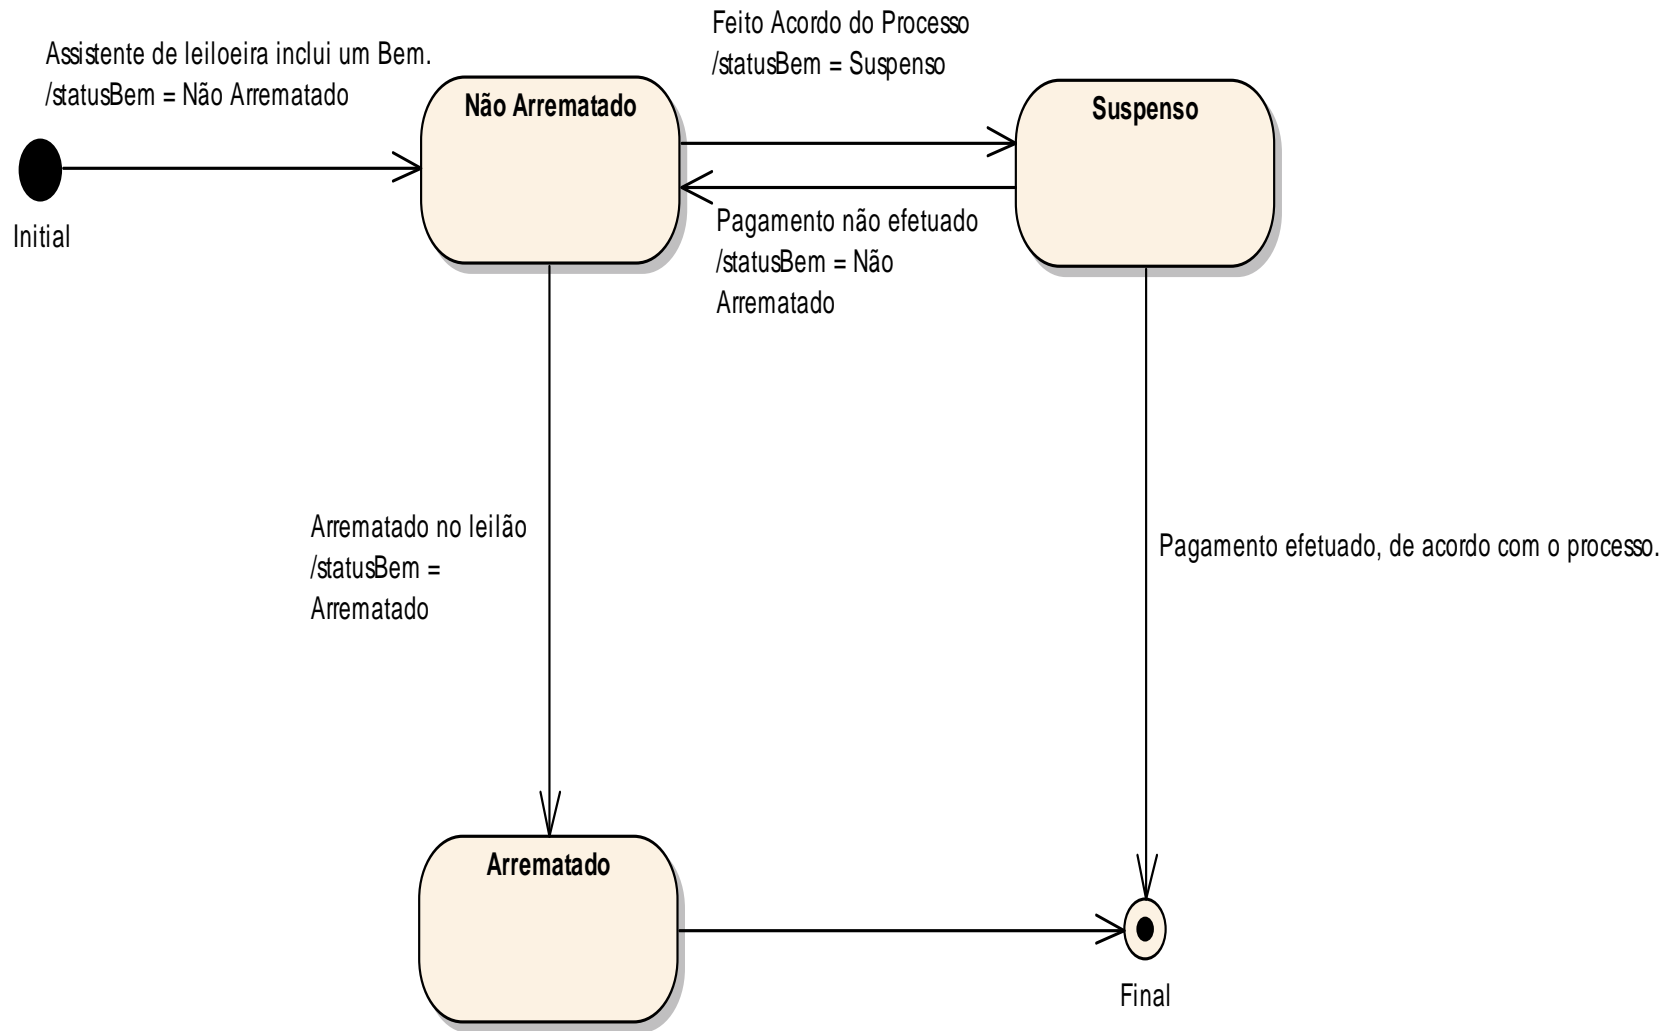 Feito Acordo do Processo
/statusBem = Suspenso
Assistente de leiloeira inclui um Bem.
/statusBem = Não Arrematado
Não Arrematado
Suspenso
Initial
Pagamento não efetuado
/statusBem = Não
Arrematado
Arrematado no leilão
/statusBem =
Arrematado
Pagamento efetuado, de acordo com o processo.
Arrematado
Final